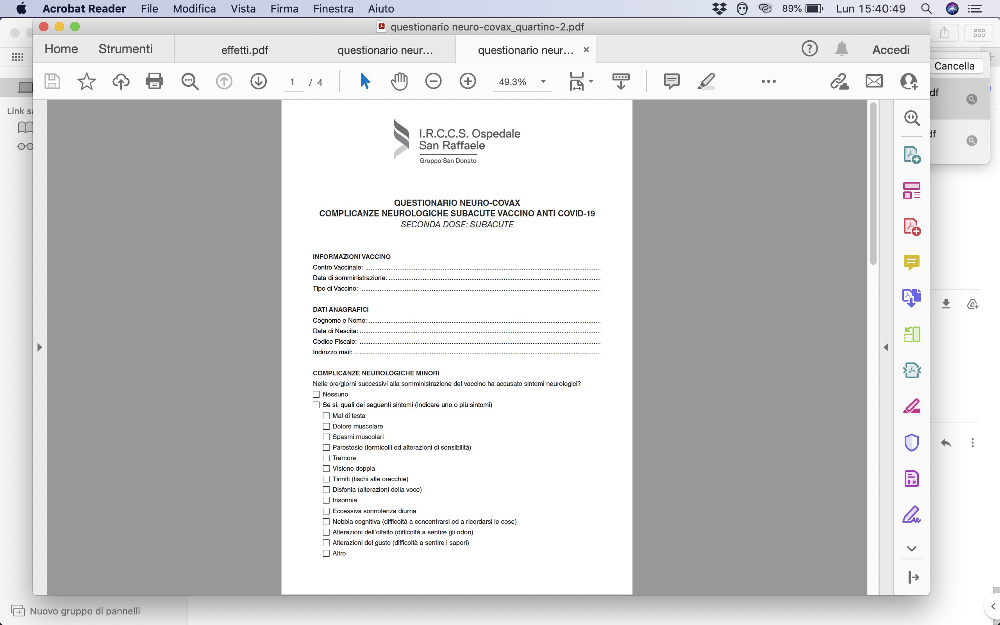 Acrobat Reader File Modifica Vista Firma Finestra Aiuto 89% Lun 15:40:49
questionario neuro-covax_quartino-2.pdf
Home Strumenti effetti.pdf questionario neur... questionario neur... Accedi
Cancella
1 / 4 49,3%
df
df
Link sa
I.R.C.C.S. Ospedale
San Raffaele
Gruppo San Donato
QUESTIONARIO NEURO-COVAX
COMPLICANZE NEUROLOGICHE SUBACUTE VACCINO ANTI COVID-19
SECONDA DOSE: SUBACUTE
INFORMAZIONI VACCINO
Centro Vaccinale:
Data di somministrazione:
Tipo di Vaccino:
DATI ANAGRAFICI
Cognome e Nome:
Data di Nascita:
Codice Fiscale:
Indirizzo mail:
COMPLICANZE NEUROLOGICHE MINORI
Nelle ore/giorni successivi alla somministrazione del vaccino ha accusato sintomi neurologici?
Nessuno
Se si, quali dei seguenti sintomi (indicare uno o più sintomi)
Mal di testa
Dolore muscolare
Spasmi muscolari
Parestesie (formicolii ed alterazioni di sensibilità)
Tremore
Visione doppia
Tinniti (fischi alle orecchie)
Disfonia (alterazioni della voce)
Insonnia
Eccessiva sonnolenza diurna
Nebbia cognitiva (difficoltà a concentrarsi ed a ricordarsi le cose)
Alterazioni dell'olfatto (difficoltà a sentire gli odori)
Alterazioni del gusto (difficoltà a sentire i sapori)
Altro
Nuovo gruppo di pannelli